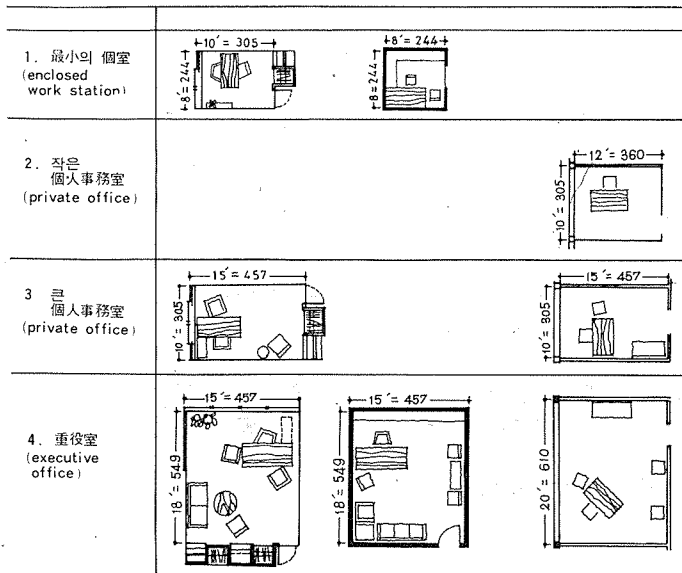 1. 最小의 個室
(enclosed
work station)
10′= 305
8′= 244
8′= 244
8′= 244
2. 작은
個人事務室
(private office)
12′= 360
10′= 305
3 큰
個人事務室
(private office)
15′= 457
10′= 305
15′= 457
10′= 305
4. 重役室
(executive
office)
15′= 457
18′= 549
15′= 457
18′= 549
20′= 610